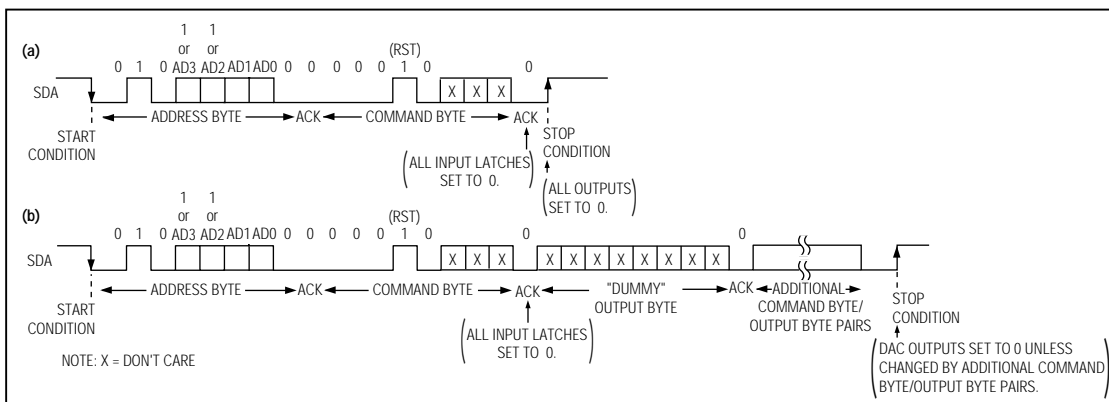 (a)
1 1
or or (RST)
0 1 0 AD3 AD2 AD1 AD0 0 0 0 0 0 1 0 0
SDA X X X
ADDRESS BYTE ACK COMMAND BYTE ACK
START CONDITION
STOP CONDITION
(ALL INPUT LATCHES
SET TO 0.)
(ALL OUTPUTS
SET TO 0.)
(b)
1 1
or or (RST)
0 1 0 AD3 AD2 AD1 AD0 0 0 0 0 0 1 0 0 0
SDA X X X X X X X X X X X
ADDRESS BYTE ACK COMMAND BYTE ACK "DUMMY" OUTPUT BYTE ACK ADDITIONAL COMMAND BYTE/ OUTPUT BYTE PAIRS
START CONDITION
STOP CONDITION
(ALL INPUT LATCHES
SET TO 0.)
NOTE: X = DON'T CARE
(DAC OUTPUTS SET TO 0 UNLESS
CHANGED BY ADDITIONAL COMMAND
BYTE/OUTPUT BYTE PAIRS.)